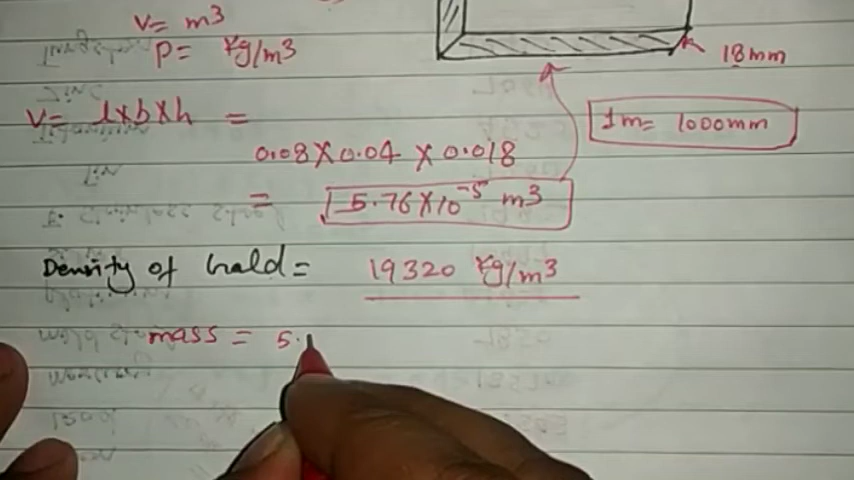 V= m³
P= kg/m³
18mm
V= l×b×h =
1m= 1000mm
0.08×0.04 ×0.018
= 5.76×10⁻⁵ m³
Density of Gald= 19320 kg/m³
mass = 5.